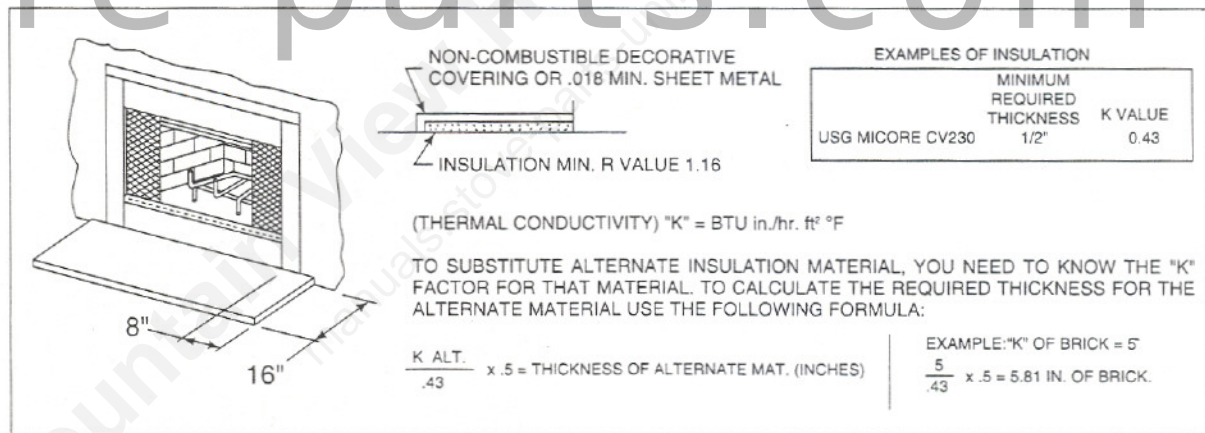 re-parts.com
NON-COMBUSTIBLE DECORATIVE
COVERING OR .018 MIN. SHEET METAL
INSULATION MIN. R VALUE 1.16
EXAMPLES OF INSULATION
MINIMUM
REQUIRED
THICKNESS K VALUE
USG MICORE CV230 1/2" 0.43
(THERMAL CONDUCTIVITY) "K" = BTU in./hr. ft² °F
TO SUBSTITUTE ALTERNATE INSULATION MATERIAL, YOU NEED TO KNOW THE "K"
FACTOR FOR THAT MATERIAL. TO CALCULATE THE REQUIRED THICKNESS FOR THE
ALTERNATE MATERIAL USE THE FOLLOWING FORMULA:
8"
16"
K ALT.
.43 x .5 = THICKNESS OF ALTERNATE MAT. (INCHES)
EXAMPLE:"K" OF BRICK = 5
5
.43 x .5 = 5.81 IN. OF BRICK.